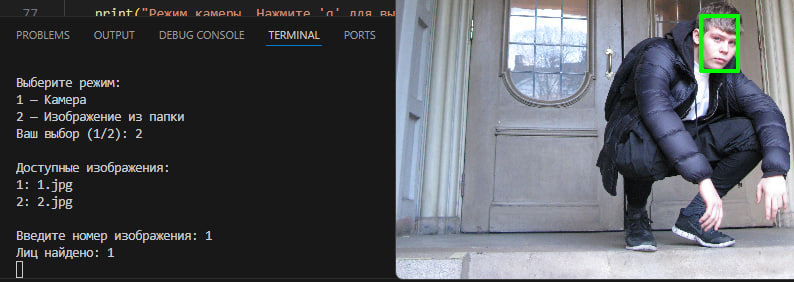 77 print("Режим камеры. Нажмите 'q' для вы
PROBLEMS OUTPUT DEBUG CONSOLE TERMINAL PORTS
Выберите режим:
1 — Камера
2 — Изображение из папки
Ваш выбор (1/2): 2
Доступные изображения:
1: 1.jpg
2: 2.jpg
Введите номер изображения: 1
Лиц найдено: 1